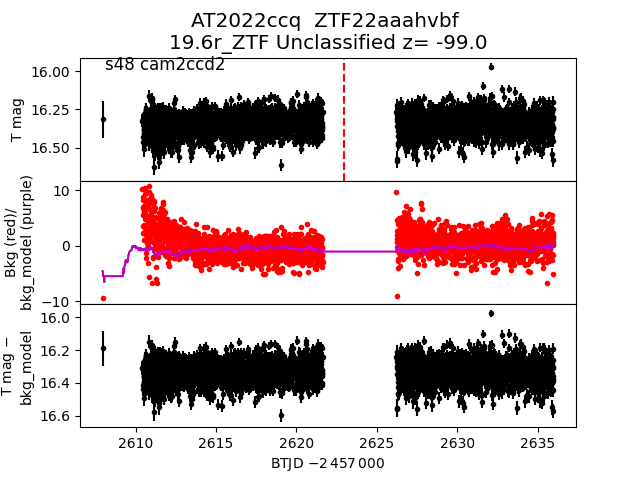 AT2022ccq  ZTF22aaahvbf
19.6r_ZTF Unclassified z= -99.0
s48 cam2ccd2
16.00
16.25
16.50
T mag
10
0
−10
Bkg (red)/
bkg_model (purple)
16.0
16.2
16.4
16.6
T mag −
bkg_model
2610
2615
2620
2625
2630
2635
BTJD −2 457 000